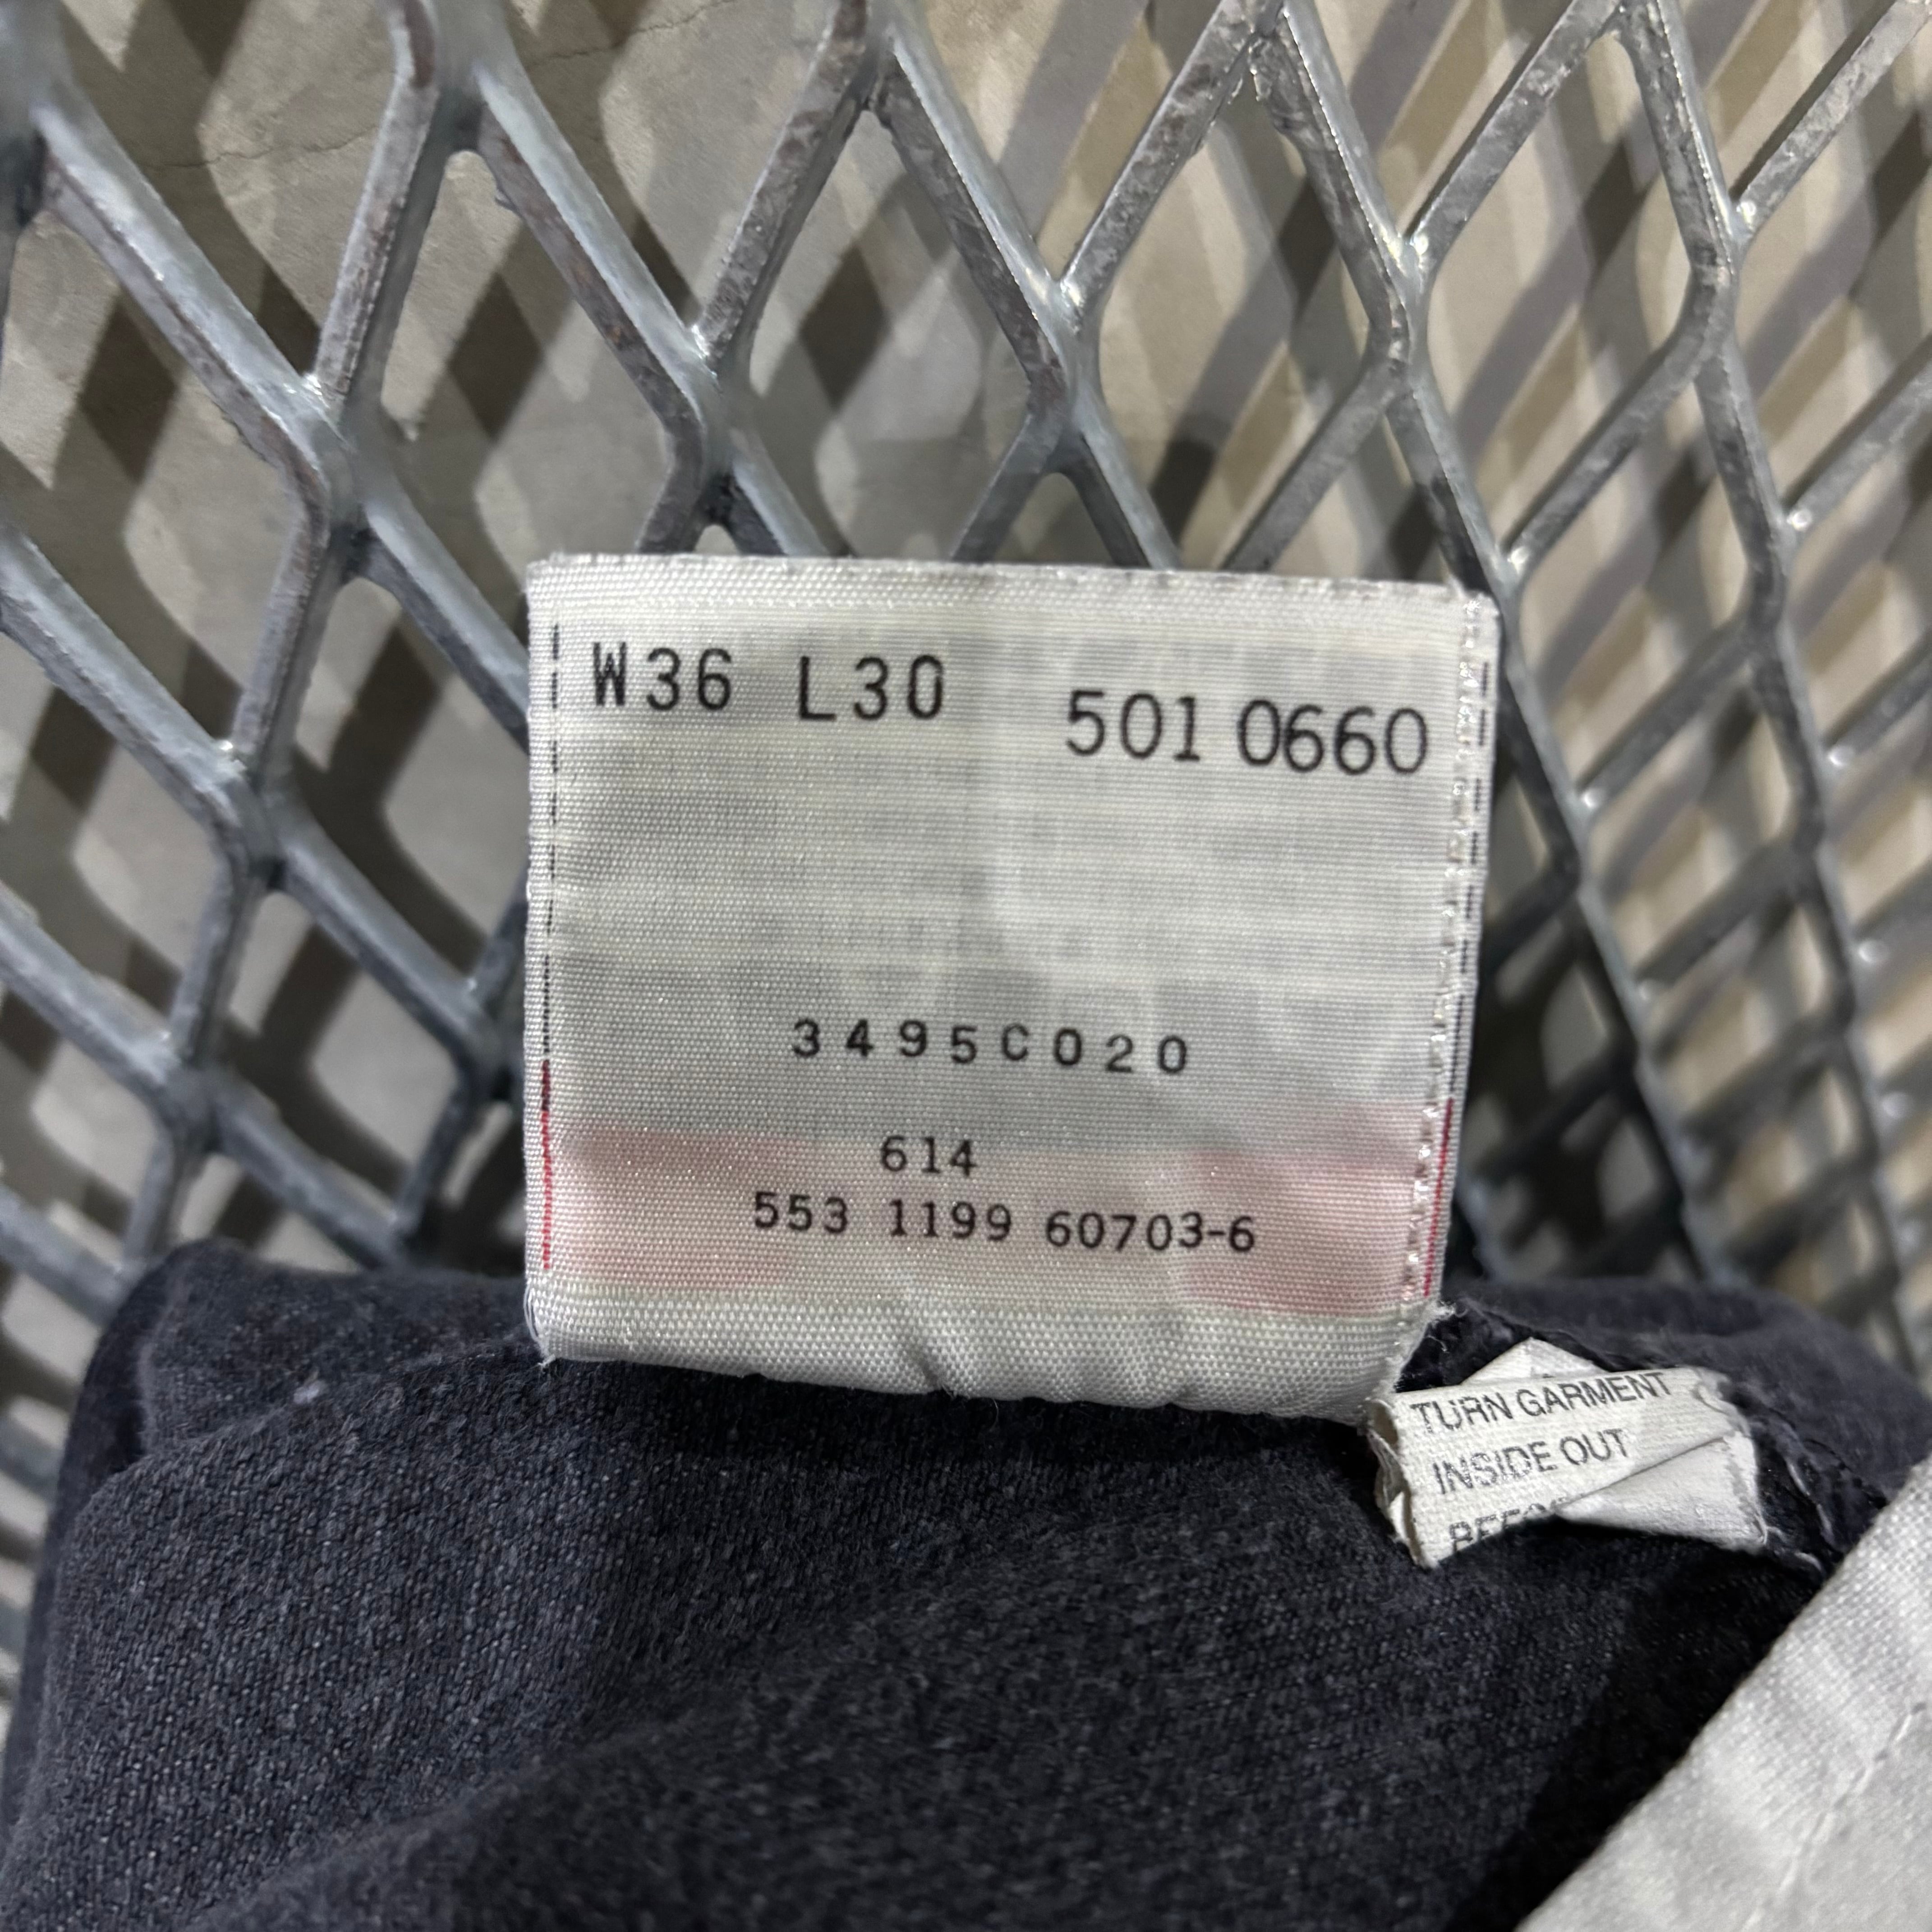 W36 L30 501 0660
3495C020
614
553 1199 60703-6
TURN GARMENT
INSIDE OUT